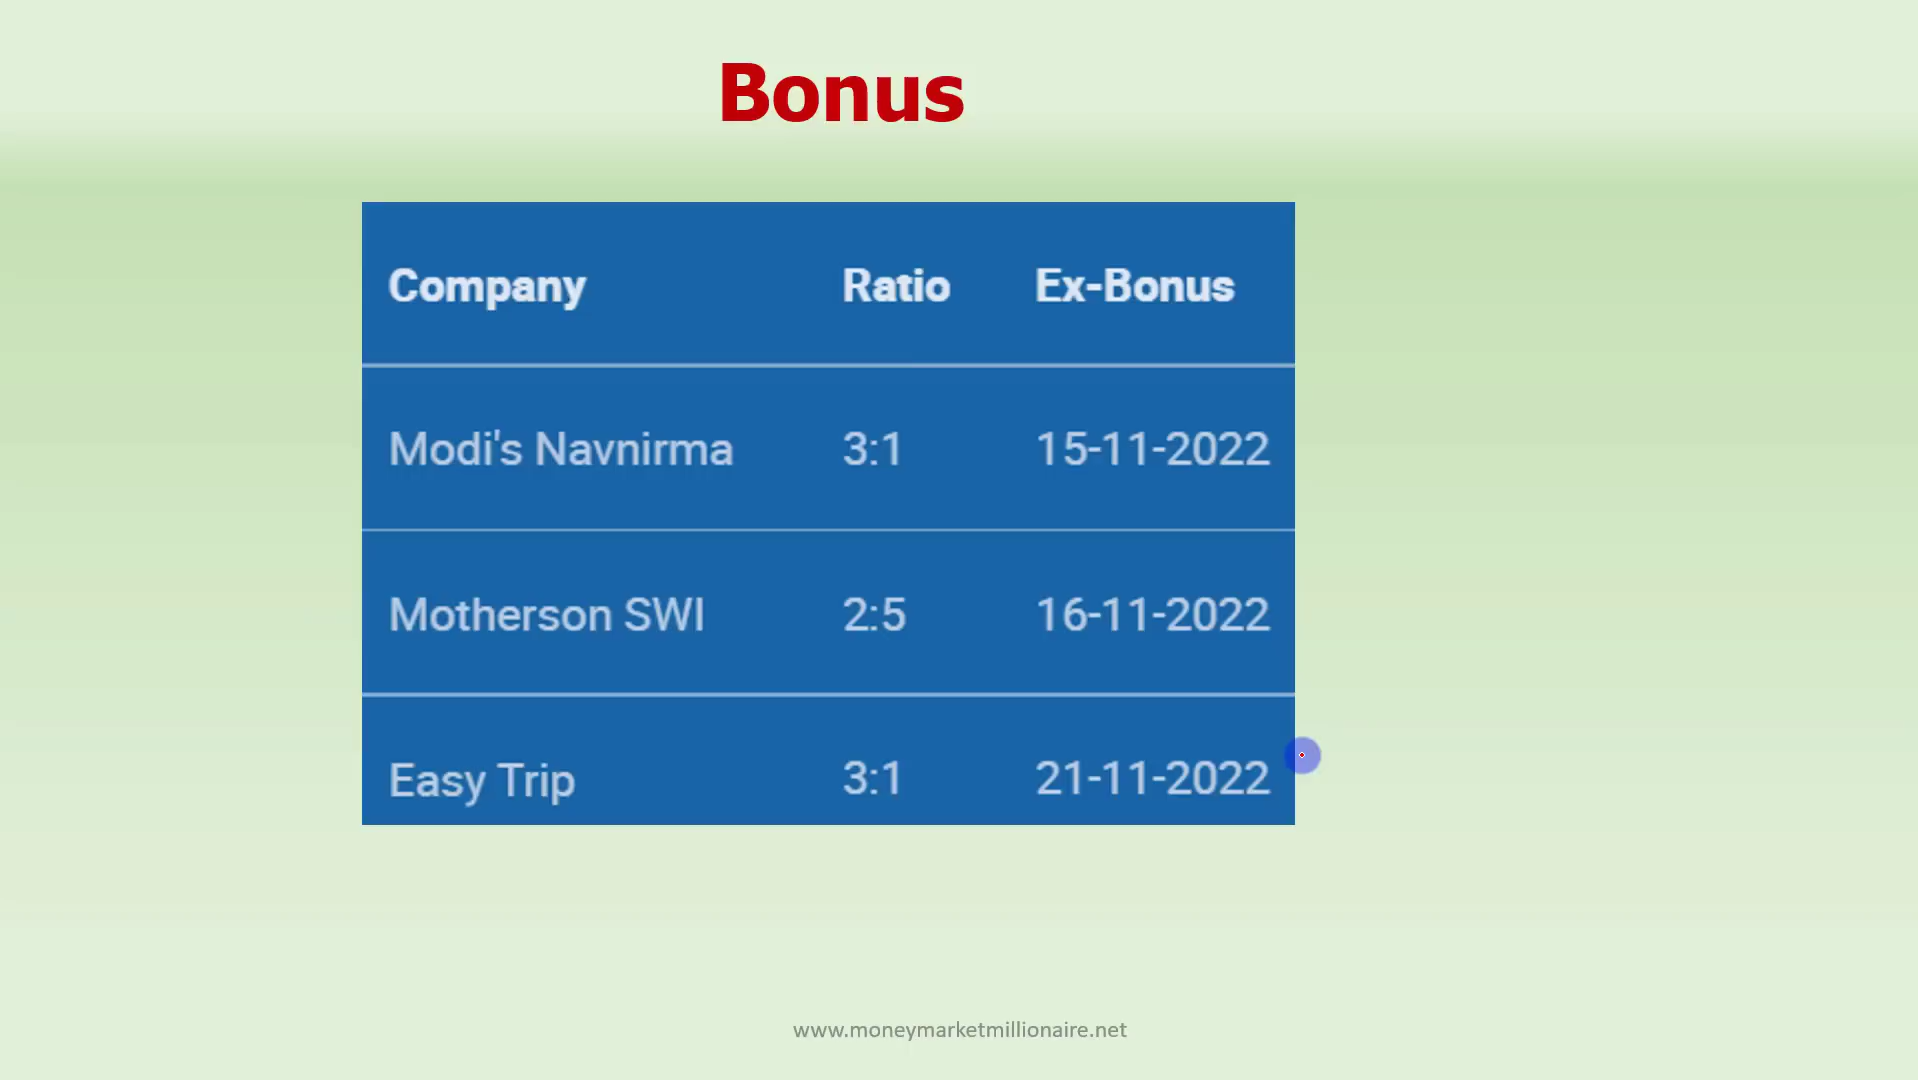 Bonus
Company Ratio Ex-Bonus
Modi's Navnirma 3:1 15-11-2022
Motherson SWI 2:5 16-11-2022
Easy Trip 3:1 21-11-2022
www.moneymarketmillionaire.net